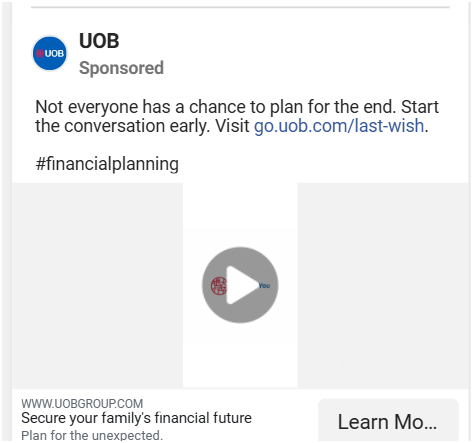 UOB
UOB
Sponsored
Not everyone has a chance to plan for the end. Start
the conversation early. Visit go.uob.com/last-wish.
#financialplanning
You
WWW.UOBGROUP.COM
Secure your family's financial future
Plan for the unexpected.
Learn Mo...